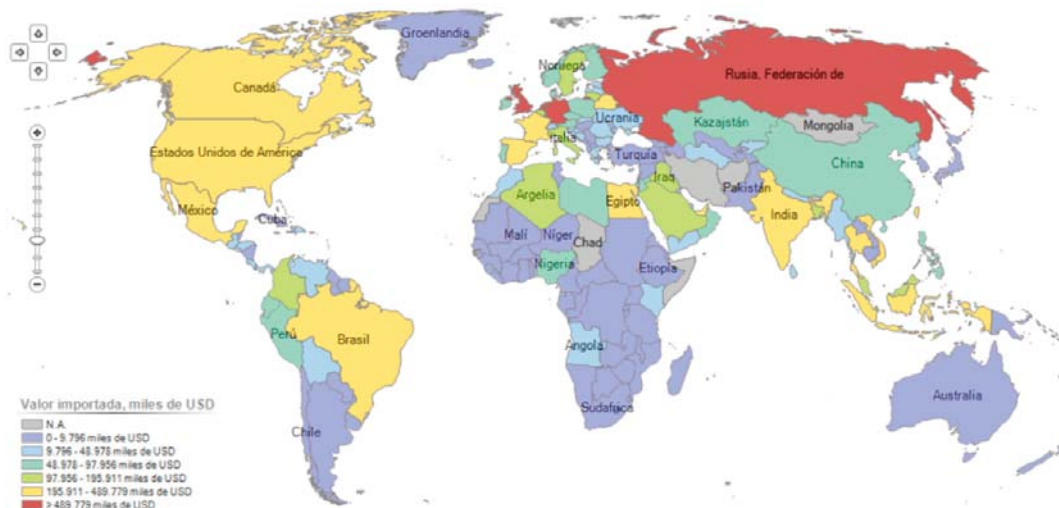 Groenlandia
Noruega
Rusia, Federación de
Canadá
Ucrania
Kazajstán
Mongolia
Italia
Estados Unidos de América
Turquía
China
Iraq
Pakistán
Argelia
Egipto
India
México
Cuba
Malí
Níger
Chad
Nigeria
Etiopía
Perú
Brasil
Angola
Australia
Sudafrica
Chile
Valor importada, miles de USD
N.A.
0 - 9.796 miles de USD
9.796 - 48.978 miles de USD
48.978 - 97.956 miles de USD
97.956 - 195.911 miles de USD
195.911 - 489.779 miles de USD
> 489.779 miles de USD